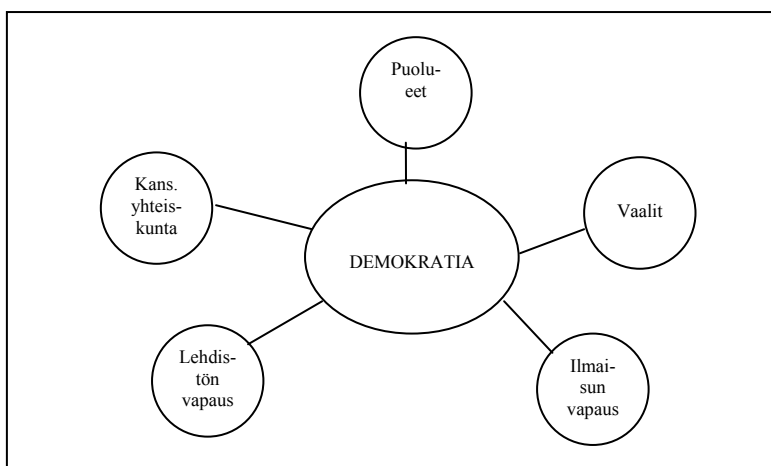 Puolu-
eet
Kans.
yhteis-
kunta
Vaalit
DEMOKRATIA
Lehdis-
tön
vapaus
Ilmai-
sun
vapaus